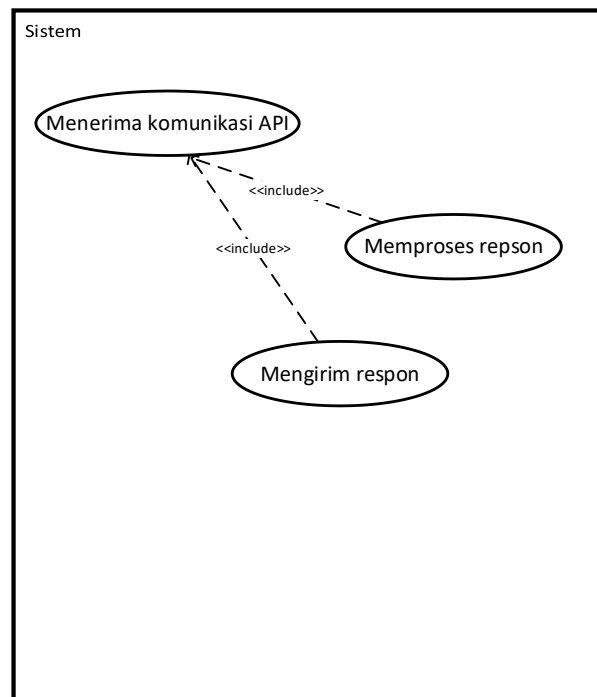 Sistem
Menerima komunikasi API
<<include>>
Memproses repson
<<include>>
Mengirim respon